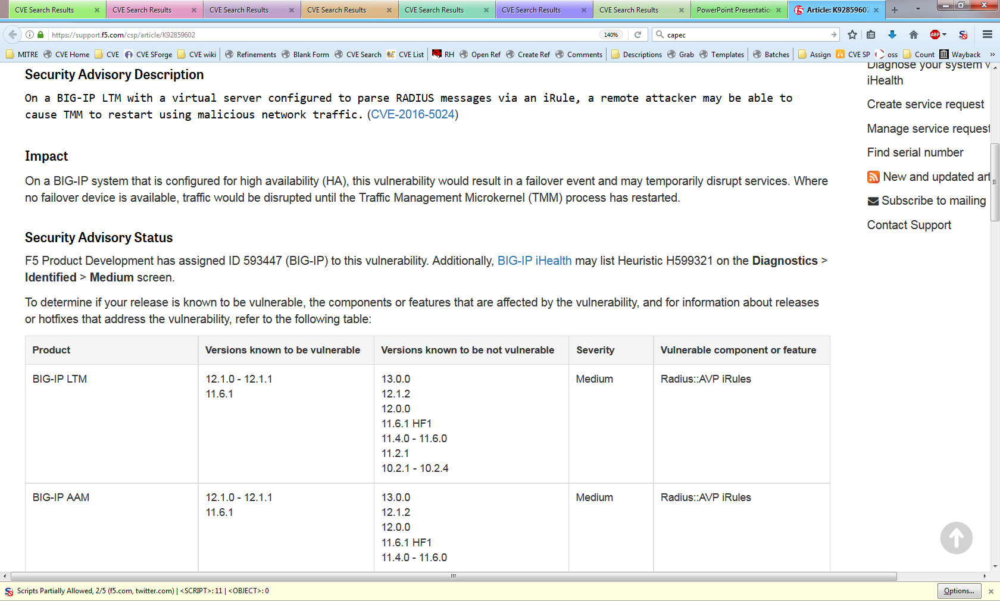 CVE Search Results
CVE Search Results
CVE Search Results
CVE Search Results
CVE Search Results
CVE Search Results
CVE Search Results
PowerPoint Presentatio
Article: K92859602
https://support.f5.com/csp/article/K92859602
140%
capec
ABP
MITRE
CVE Home
CVE
CVE SForge
CVE wiki
Refinements
Blank Form
CVE Search
CVE List
RH
Open Ref
Create Ref
Comments
Descriptions
Grab
Templates
Batches
Assign
CVE SP
oss
Count
Wayback
Security Advisory Description
On a BIG-IP LTM with a virtual server configured to parse RADIUS messages via an iRule, a remote attacker may be able to
cause TMM to restart using malicious network traffic. (CVE-2016-5024)
Impact
On a BIG-IP system that is configured for high availability (HA), this vulnerability would result in a failover event and may temporarily disrupt services. Where
no failover device is available, traffic would be disrupted until the Traffic Management Microkernel (TMM) process has restarted.
Security Advisory Status
F5 Product Development has assigned ID 593447 (BIG-IP) to this vulnerability. Additionally, BIG-IP iHealth may list Heuristic H599321 on the Diagnostics >
Identified > Medium screen.
To determine if your release is known to be vulnerable, the components or features that are affected by the vulnerability, and for information about releases
or hotfixes that address the vulnerability, refer to the following table:
Product
Versions known to be vulnerable
Versions known to be not vulnerable
Severity
Vulnerable component or feature
BIG-IP LTM
12.1.0 - 12.1.1
11.6.1
13.0.0
12.1.2
12.0.0
11.6.1 HF1
11.4.0 - 11.6.0
11.2.1
10.2.1 - 10.2.4
Medium
Radius::AVP iRules
BIG-IP AAM
12.1.0 - 12.1.1
11.6.1
13.0.0
12.1.2
12.0.0
11.6.1 HF1
11.4.0 - 11.6.0
Medium
Radius::AVP iRules
Diagnose your system v
iHealth
Create service request
Manage service request
Find serial number
New and updated art
Subscribe to mailing
Contact Support
Scripts Partially Allowed, 2/5 (f5.com, twitter.com) | <SCRIPT>: 11 | <OBJECT>: 0
Options...